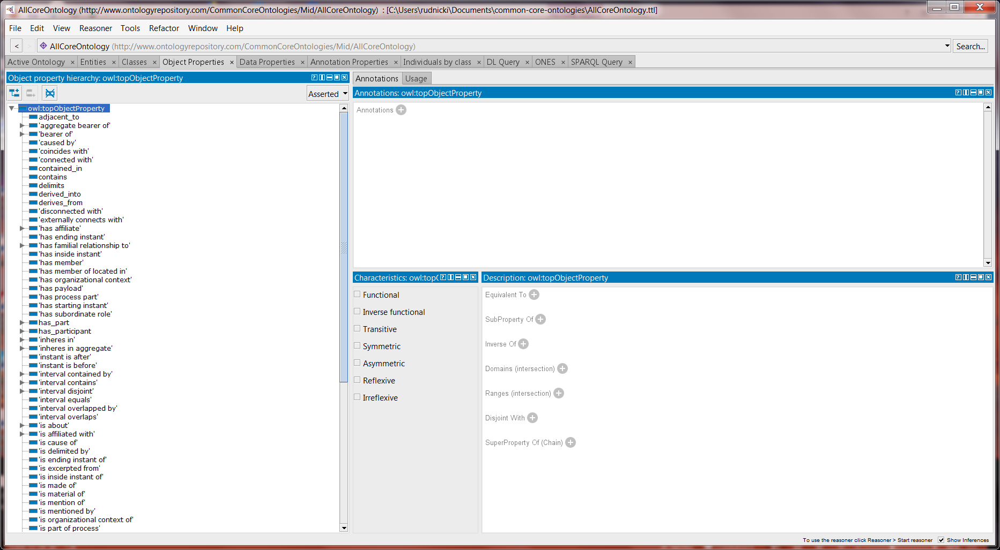 AllCoreOntology (http://www.ontologyrepository.com/CommonCoreOntologies/Mid/AllCoreOntology) : [C:\Users\rudnicki\Documents\common-core-ontologies\AllCoreOntology.ttl]
File Edit View Reasoner Tools Refactor Window Help
< > AllCoreOntology (http://www.ontologyrepository.com/CommonCoreOntologies/Mid/AllCoreOntology) Search...
Active Ontology × Entities × Classes × Object Properties × Data Properties × Annotation Properties × Individuals by class × DL Query × ONES × SPARQL Query ×
Object property hierarchy: owl:topObjectProperty
Asserted
owl:topObjectProperty
adjacent_to
'aggregate bearer of'
'bearer of'
'caused by'
'coincides with'
'connected with'
contained_in
contains
delimits
derived_into
derives_from
'disconnected with'
'externally connects with'
'has affiliate'
'has ending instant'
'has familial relationship to'
'has inside instant'
'has member'
'has member of located in'
'has organizational context'
'has payload'
'has process part'
'has starting instant'
'has subordinate role'
has_part
has_participant
'inheres in'
'inheres in aggregate'
'instant is after'
'instant is before'
'interval contained by'
'interval contains'
'interval disjoint'
'interval equals'
'interval overlapped by'
'interval overlaps'
'is about'
'is affiliated with'
'is cause of'
'is delimited by'
'is ending instant of'
'is excerpted from'
'is inside instant of'
'is made of'
'is material of'
'is mention of'
'is mentioned by'
'is organizational context of'
'is part of process'
Annotations Usage
Annotations: owl:topObjectProperty
Annotations
Characteristics: owl:topO
Functional
Inverse functional
Transitive
Symmetric
Asymmetric
Reflexive
Irreflexive
Description: owl:topObjectProperty
Equivalent To
SubProperty Of
Inverse Of
Domains (intersection)
Ranges (intersection)
Disjoint With
SuperProperty Of (Chain)
To use the reasoner click Reasoner > Start reasoner Show Inferences